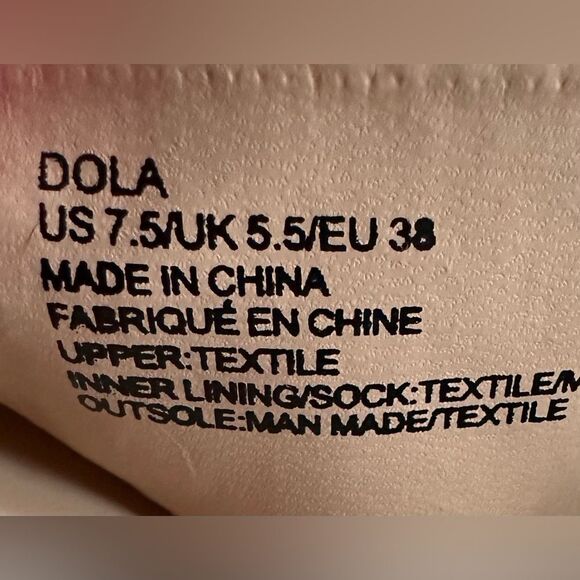 DOLA
US 7.5/UK 5.5/EU 38
MADE IN CHINA
FABRIQUÉ EN CHINE
UPPER:TEXTILE
INNER LINING/SOCK:TEXTILE/M
OUTSOLE:MAN MADE/TEXTILE